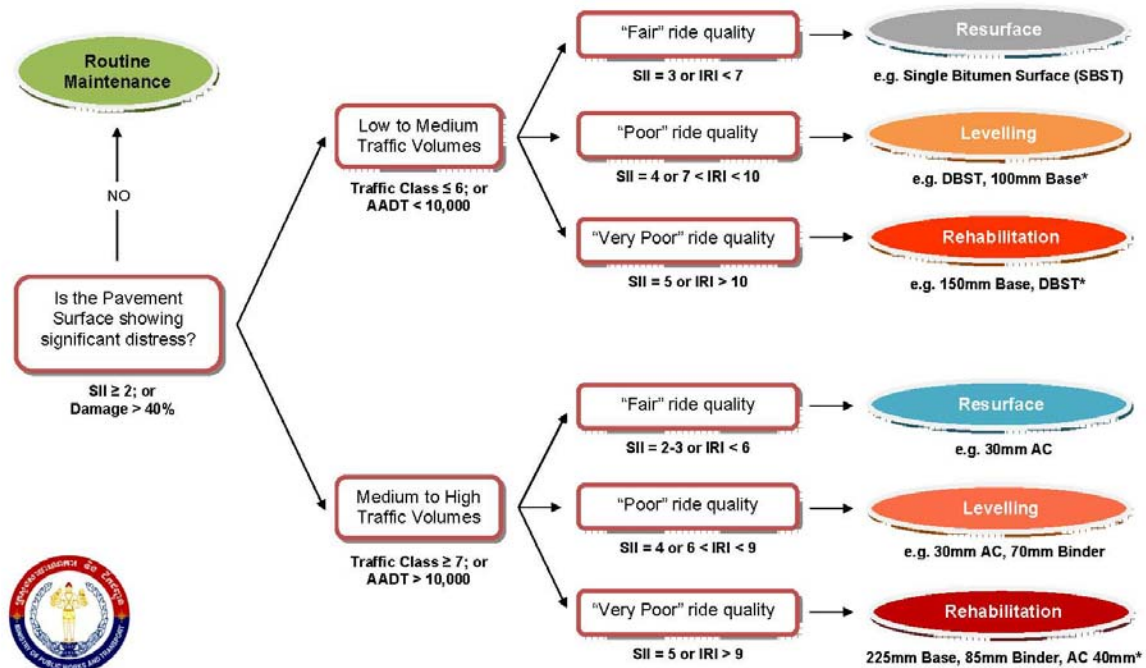 Routine
Maintenance
NO
Is the Pavement
Surface showing
significant distress?
SII ≥ 2; or
Damage > 40%
Low to Medium
Traffic Volumes
Traffic Class ≤ 6; or
AADT < 10,000
"Fair" ride quality
SII = 3 or IRI < 7
Resurface
e.g. Single Bitumen Surface (SBST)
"Poor" ride quality
SII = 4 or 7 < IRI < 10
Levelling
e.g. DBST, 100mm Base*
"Very Poor" ride quality
SII = 5 or IRI > 10
Rehabilitation
e.g. 150mm Base, DBST*
Medium to High
Traffic Volumes
Traffic Class ≥ 7; or
AADT > 10,000
"Fair" ride quality
SII = 2-3 or IRI < 6
Resurface
e.g. 30mm AC
"Poor" ride quality
SII = 4 or 6 < IRI < 9
Levelling
e.g. 30mm AC, 70mm Binder
"Very Poor" ride quality
SII = 5 or IRI > 9
Rehabilitation
225mm Base, 85mm Binder, AC 40mm*
MINISTRY OF PUBLIC WORKS AND TRANSPORT